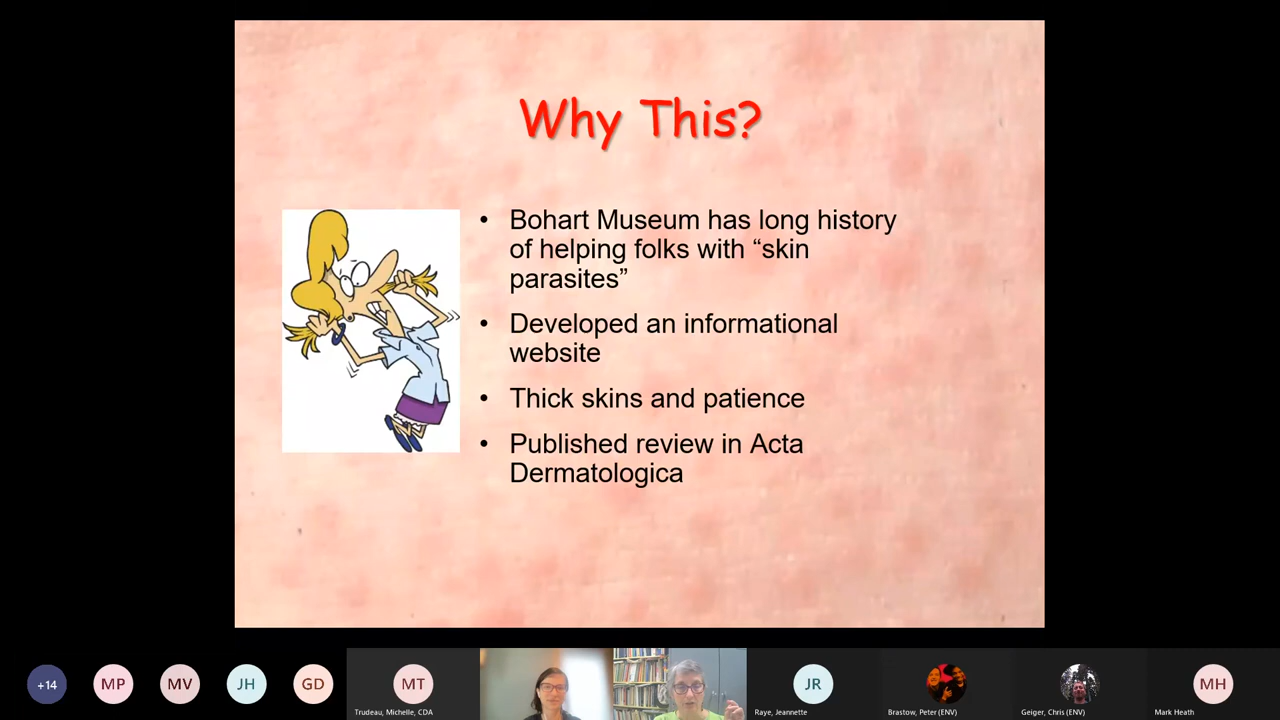 Why This?
• Bohart Museum has long history
of helping folks with “skin
parasites”
• Developed an informational
website
• Thick skins and patience
• Published review in Acta
Dermatologica
+14
MP
MV
JH
GD
MT
JR
MH
Trudeau, Michelle, CDA
Raye, Jeannette
Brastow, Peter (ENV)
Geiger, Chris (ENV)
Mark Heath